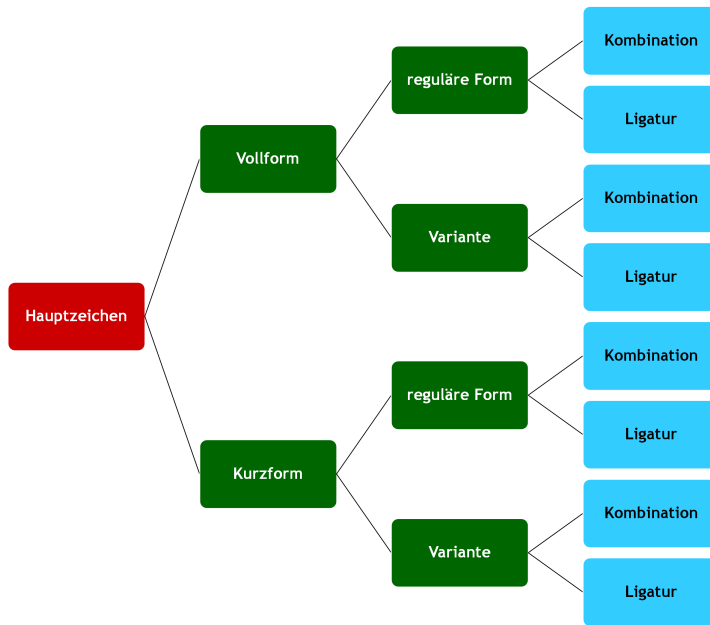 Hauptzeichen
Vollform
reguläre Form
Kombination
Ligatur
Variante
Kombination
Ligatur
Kurzform
reguläre Form
Kombination
Ligatur
Variante
Kombination
Ligatur